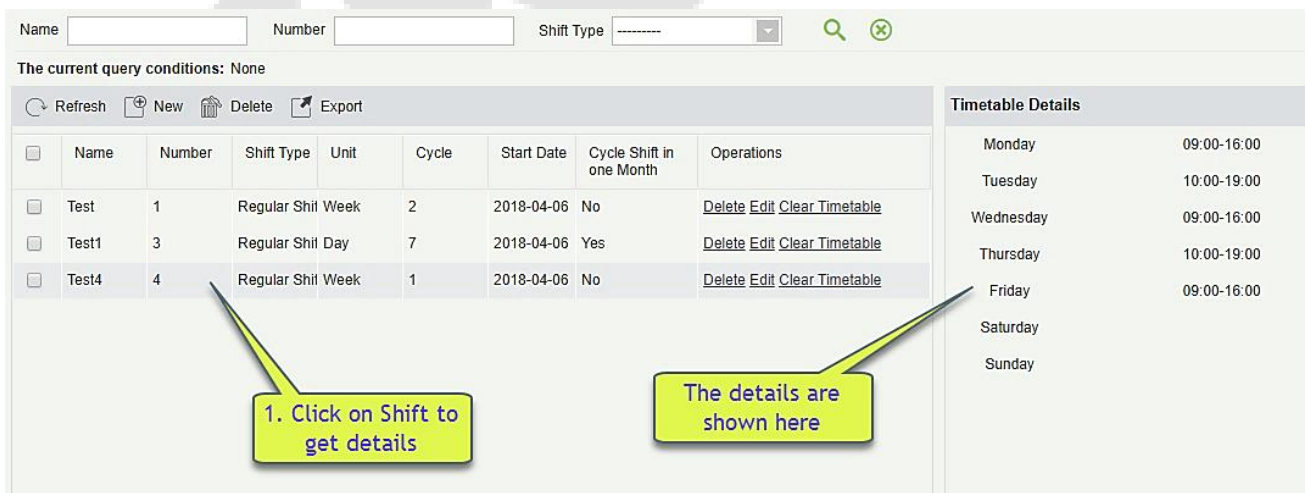 Name Number Shift Type ---------
The current query conditions: None
Refresh New Delete Export
Name Number Shift Type Unit Cycle Start Date Cycle Shift in one Month Operations
Test 1 Regular Shif Week 2 2018-04-06 No Delete Edit Clear Timetable
Test1 3 Regular Shif Day 7 2018-04-06 Yes Delete Edit Clear Timetable
Test4 4 Regular Shif Week 1 2018-04-06 No Delete Edit Clear Timetable
1. Click on Shift to
get details
Timetable Details
Monday 09:00-16:00
Tuesday 10:00-19:00
Wednesday 09:00-16:00
Thursday 10:00-19:00
Friday 09:00-16:00
Saturday
Sunday
The details are
shown here